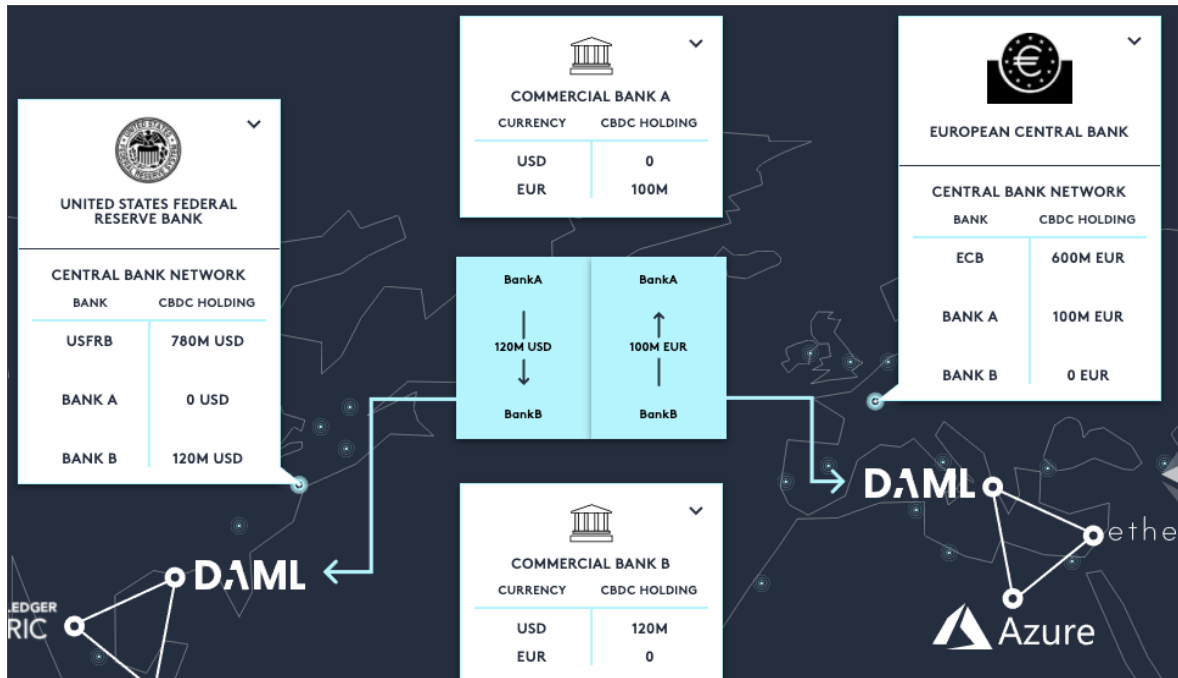 COMMERCIAL BANK A
CURRENCY CBDC HOLDING
USD 0
EUR 100M
EUROPEAN CENTRAL BANK
CENTRAL BANK NETWORK
BANK CBDC HOLDING
ECB 600M EUR
BANK A 100M EUR
BANK B 0 EUR
UNITED STATES FEDERAL
RESERVE BANK
CENTRAL BANK NETWORK
BANK CBDC HOLDING
USFRB 780M USD
BANK A 0 USD
BANK B 120M USD
BankA BankA
120M USD 100M EUR
BankB BankB
COMMERCIAL BANK B
CURRENCY CBDC HOLDING
USD 120M
EUR 0
DAML
LEDGER
RIC
DAML
ethe
Azure